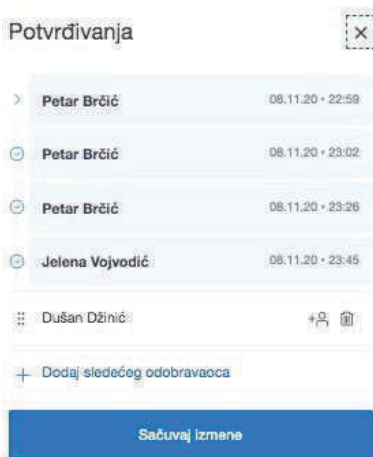 Potvrđivanja
Petar Brčić 08.11.20 • 22:59
Petar Brčić 08.11.20 • 23:02
Petar Brčić 08.11.20 • 23:26
Jelena Vojvodić 08.11.20 • 23:45
Dušan Džinić
Dodaj sledećeg odobravaoca
Sačuvaj izmene